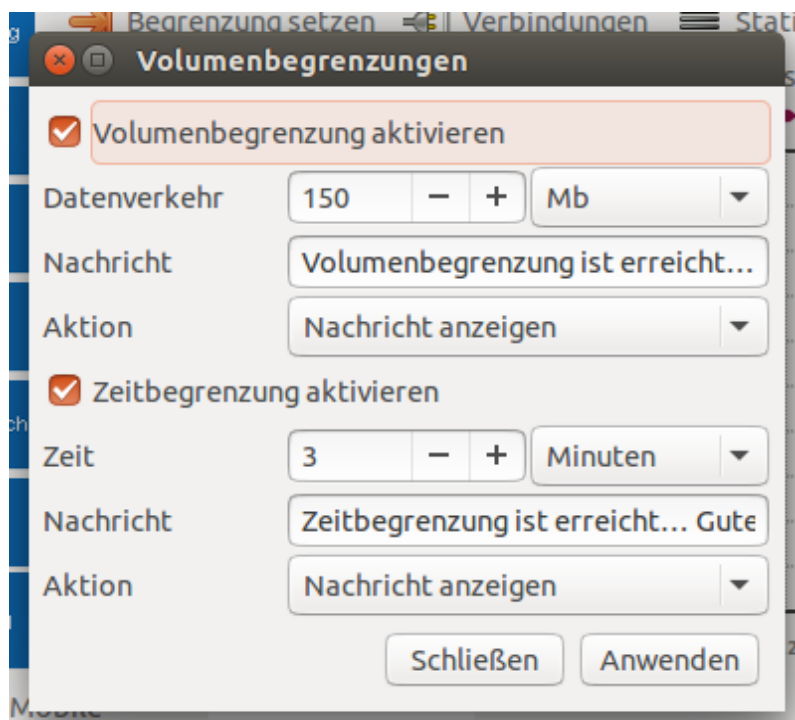 Begrenzung setzen Verbindungen
Volumenbegrenzungen
Volumenbegrenzung aktivieren
Datenverkehr 150 − + Mb
Nachricht Volumenbegrenzung ist erreicht...
Aktion Nachricht anzeigen
Zeitbegrenzung aktivieren
Zeit 3 − + Minuten
Nachricht Zeitbegrenzung ist erreicht... Gute
Aktion Nachricht anzeigen
Schließen Anwenden